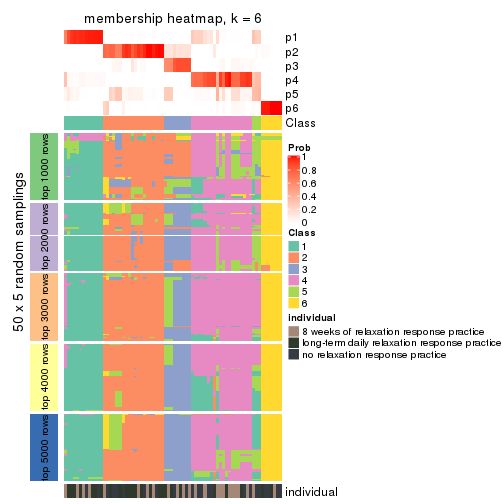 membership heatmap, k = 6
p1
p2
p3
p4
p5
p6
Class
50 x 5 random samplings
top 1000 rows
top 2000 rows
top 3000 rows
top 4000 rows
top 5000 rows
individual
Prob
1
0.8
0.6
0.4
0.2
0
Class
1
2
3
4
5
6
individual
8 weeks of relaxation response practice
long-term daily relaxation response practice
no relaxation response practice